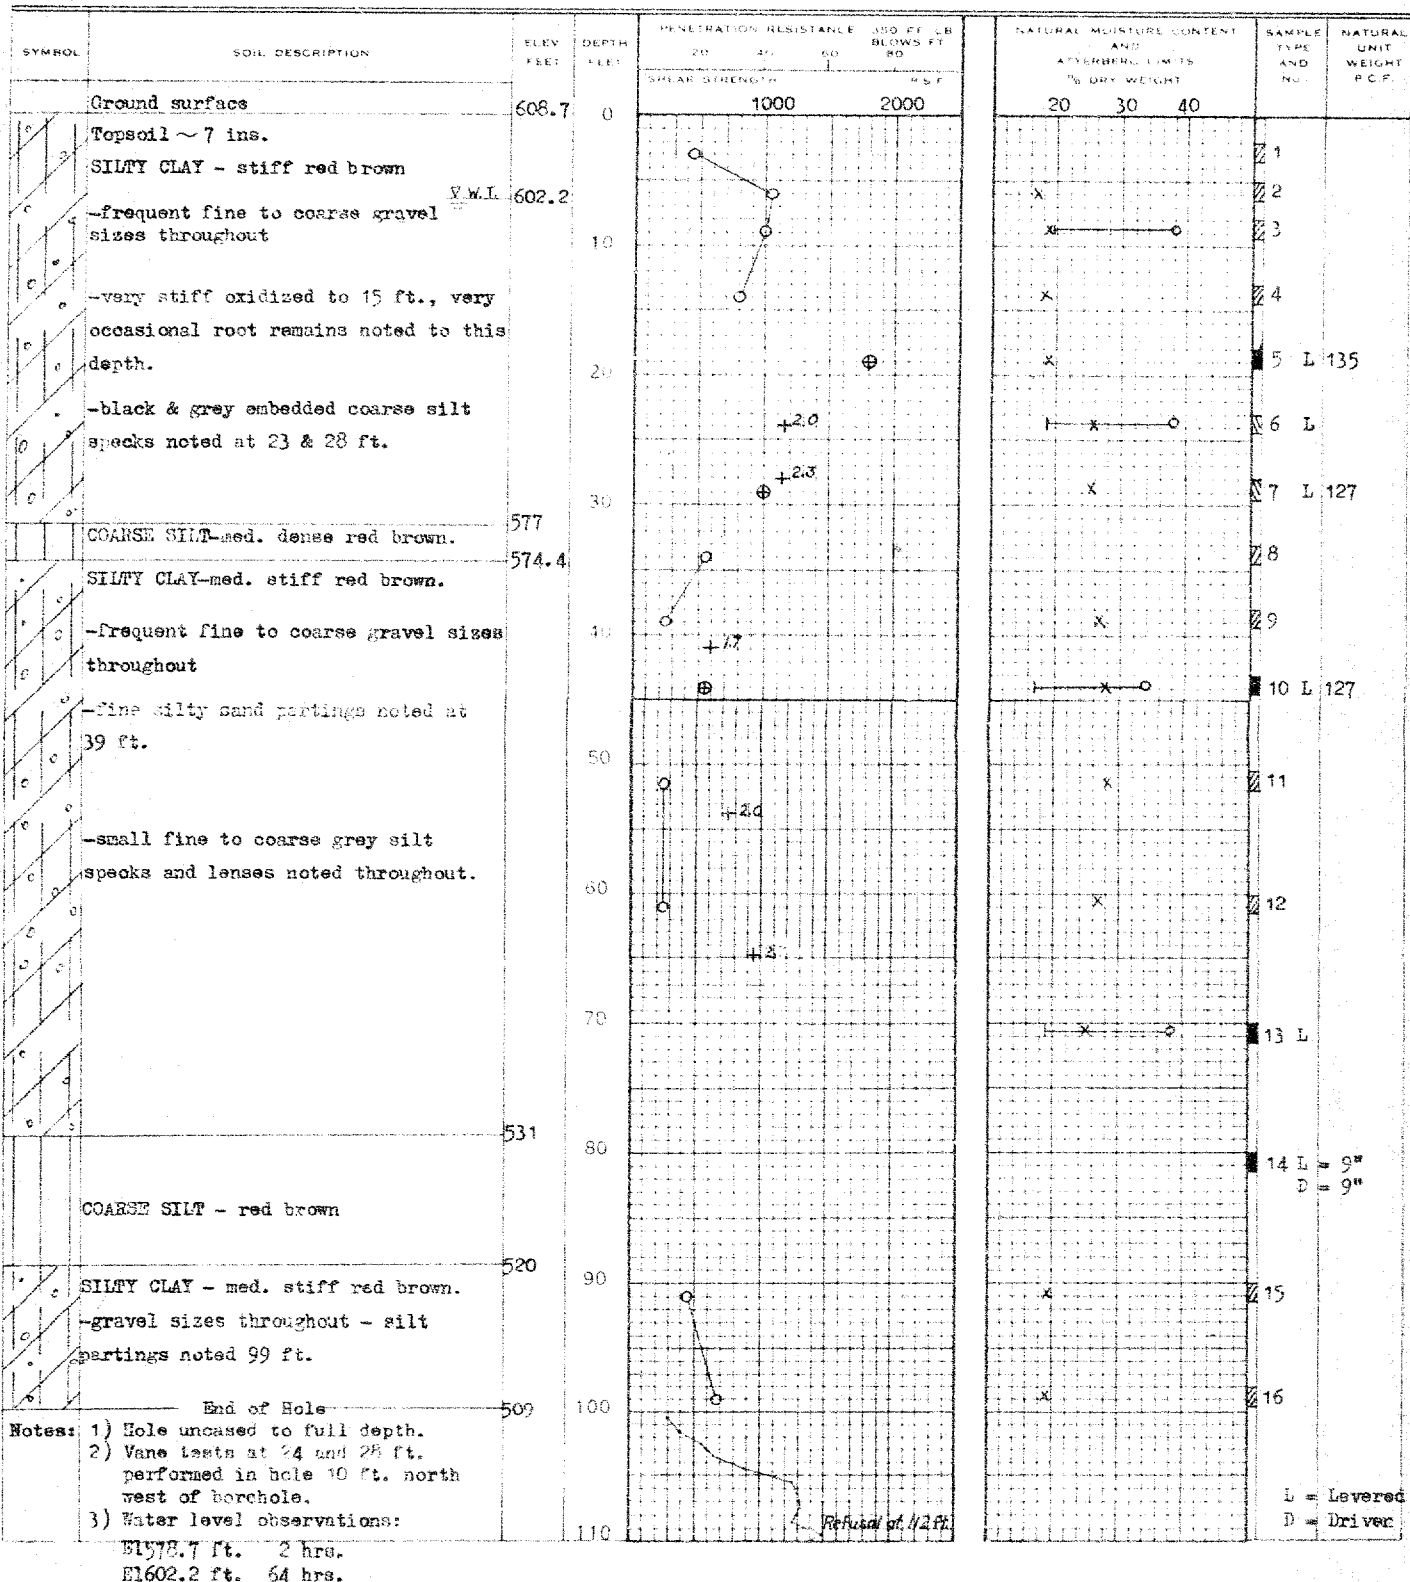 SYMBOL
SOIL DESCRIPTION
ELEV
FEET
DEPTH
FEET
PENETRATION RESISTANCE 350 FT LB
BLOWS FT
20 40 60 80
SHEAR STRENGTH P.S.F
1000 2000
NATURAL MOISTURE CONTENT
AND
ATTERBERG LIMITS
% DRY WEIGHT
20 30 40
SAMPLE
TYPE
AND
NO.
NATURAL
UNIT
WEIGHT
P.C.F.
Ground surface 608.7 0
Topsoil ~ 7 ins.
SILTY CLAY - stiff red brown
W.L 602.2
-frequent fine to coarse gravel
sizes throughout
-very stiff oxidized to 15 ft., very
occasional root remains noted to this
depth.
-black & grey embedded coarse silt
specks noted at 23 & 28 ft.
577
COARSE SILT-med. dense red brown.
574.4
SILTY CLAY-med. stiff red brown.
-frequent fine to coarse gravel sizes
throughout
-fine silty sand partings noted at
39 ft.
-small fine to coarse grey silt
specks and lenses noted throughout.
531
COARSE SILT - red brown
520
SILTY CLAY - med. stiff red brown.
-gravel sizes throughout - silt
partings noted 99 ft.
End of Hole 509
10
20
30
40
50
60
70
80
90
100
110
2.0
2.3
1.7
2.0
2
Refusal at 112 ft.
1
2
3
4
5 L 135
6 L
7 L 127
8
9
10 L 127
11
12
13 L
14 L = 9"
D = 9"
15
16
L = Levered
D = Driven
Notes: 1) Hole uncased to full depth.
2) Vane tests at 24 and 28 ft.
performed in hole 10 ft. north
west of borehole.
3) Water level observations:
El578.7 ft. 2 hrs.
El602.2 ft. 64 hrs.